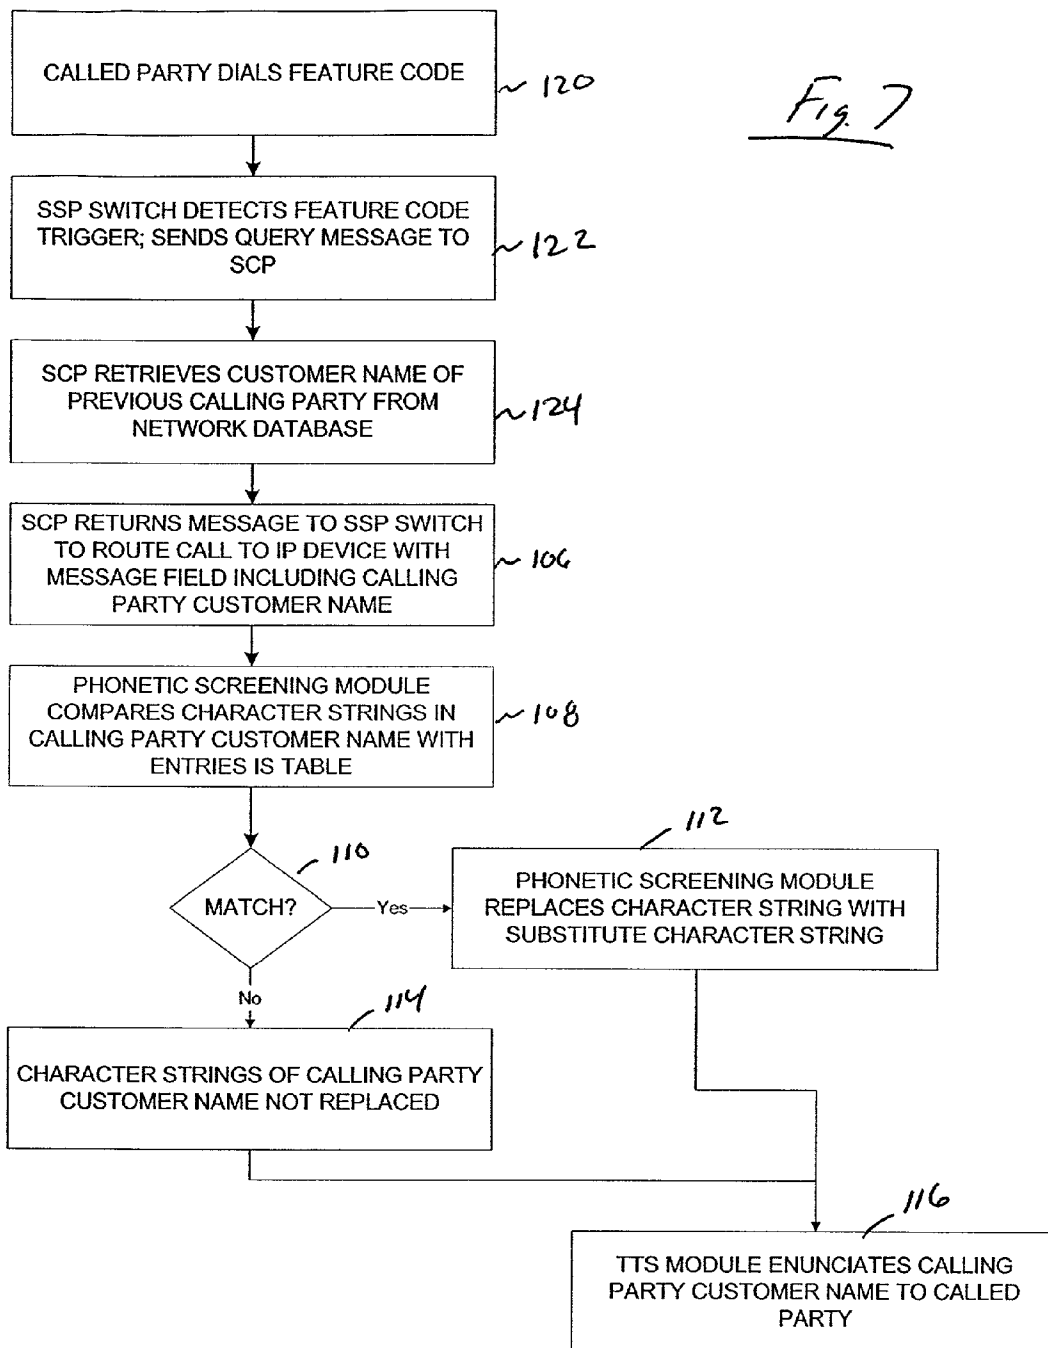 CALLED PARTY DIALS FEATURE CODE
120
Fig. 7
SSP SWITCH DETECTS FEATURE CODE
TRIGGER; SENDS QUERY MESSAGE TO
SCP
122
SCP RETRIEVES CUSTOMER NAME OF
PREVIOUS CALLING PARTY FROM
NETWORK DATABASE
124
SCP RETURNS MESSAGE TO SSP SWITCH
TO ROUTE CALL TO IP DEVICE WITH
MESSAGE FIELD INCLUDING CALLING
PARTY CUSTOMER NAME
106
PHONETIC SCREENING MODULE
COMPARES CHARACTER STRINGS IN
CALLING PARTY CUSTOMER NAME WITH
ENTRIES IS TABLE
108
MATCH?
110
Yes
112
PHONETIC SCREENING MODULE
REPLACES CHARACTER STRING WITH
SUBSTITUTE CHARACTER STRING
No
114
CHARACTER STRINGS OF CALLING PARTY
CUSTOMER NAME NOT REPLACED
116
TTS MODULE ENUNCIATES CALLING
PARTY CUSTOMER NAME TO CALLED
PARTY